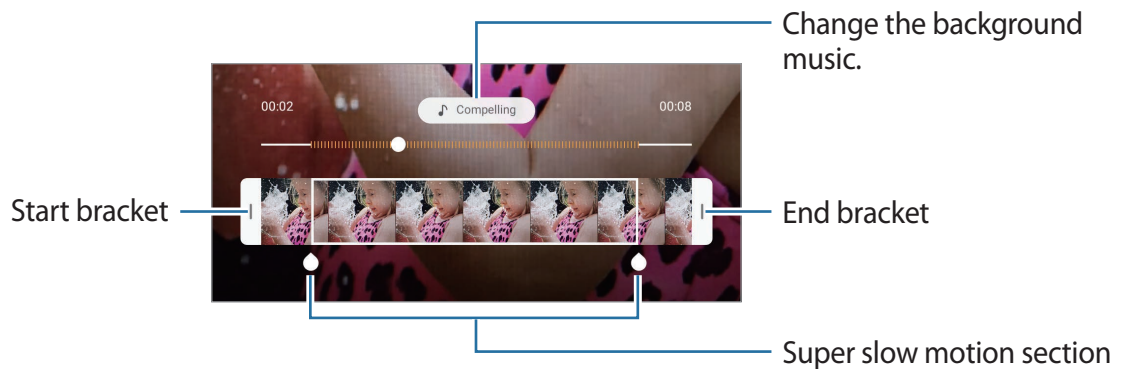 Change the background
music.
00:02
Compelling
00:08
Start bracket
End bracket
Super slow motion section